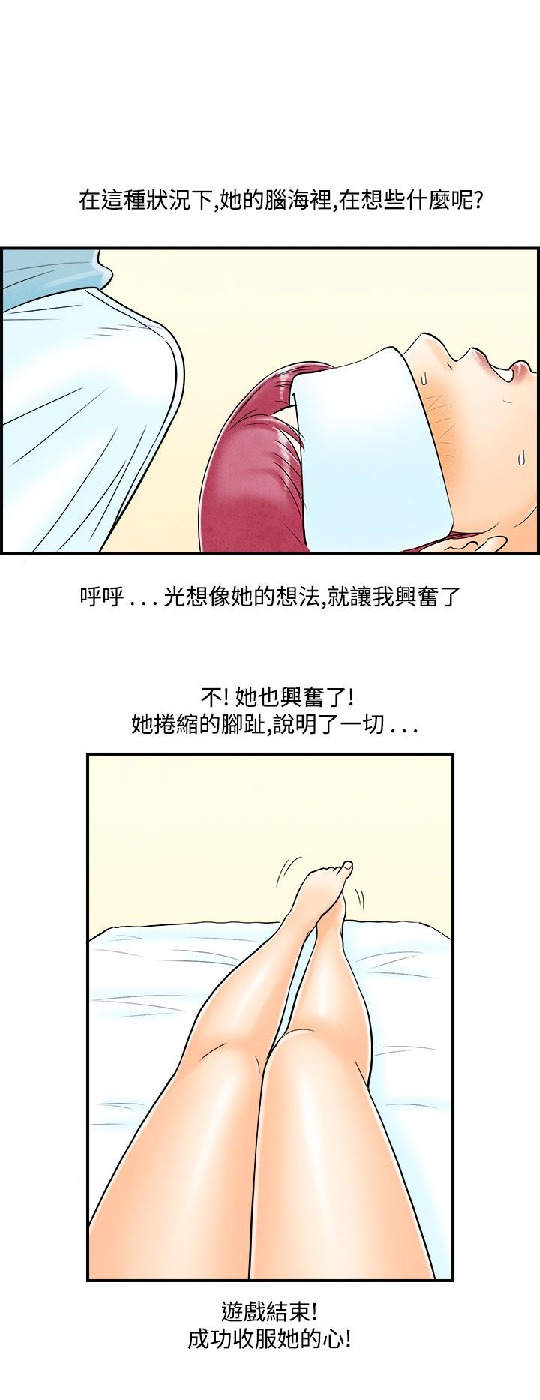 在這種狀況下,她的腦海裡,在想些什麼呢?
呼呼...光想像她的想法,就讓我興奮了
不!她也興奮了!
她捲縮的腳趾,說明了一切...
遊戲結束!
成功收服她的心!